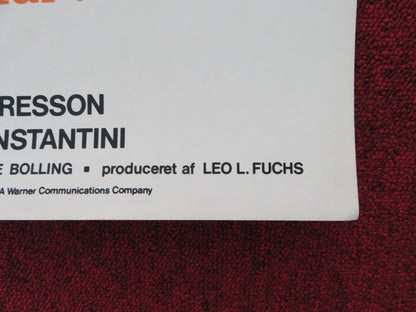 RESSON
NSTANTINI
E BOLLING ▪ produceret af LEO L. FUCHS
A Warner Communications Company